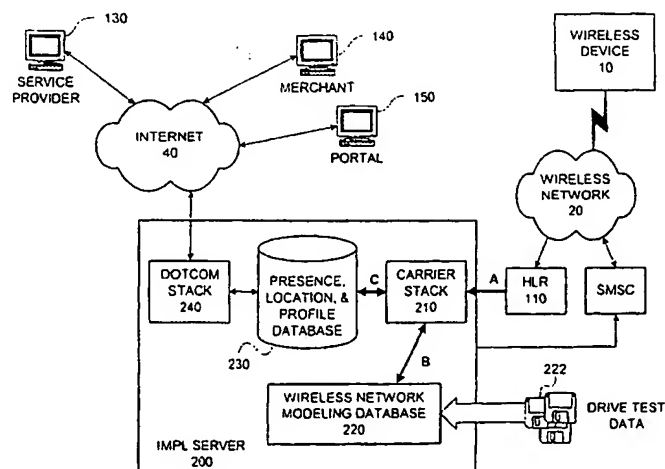 130
SERVICE
PROVIDER
140
MERCHANT
150
PORTAL
INTERNET
40
WIRELESS
DEVICE
10
WIRELESS
NETWORK
20
DOTCOM
STACK
240
PRESENCE,
LOCATION, &
PROFILE
DATABASE
230
C
CARRIER
STACK
210
A
HLR
110
SMSC
B
WIRELESS NETWORK
MODELING DATABASE
220
222
DRIVE TEST
DATA
IMPL SERVER
200